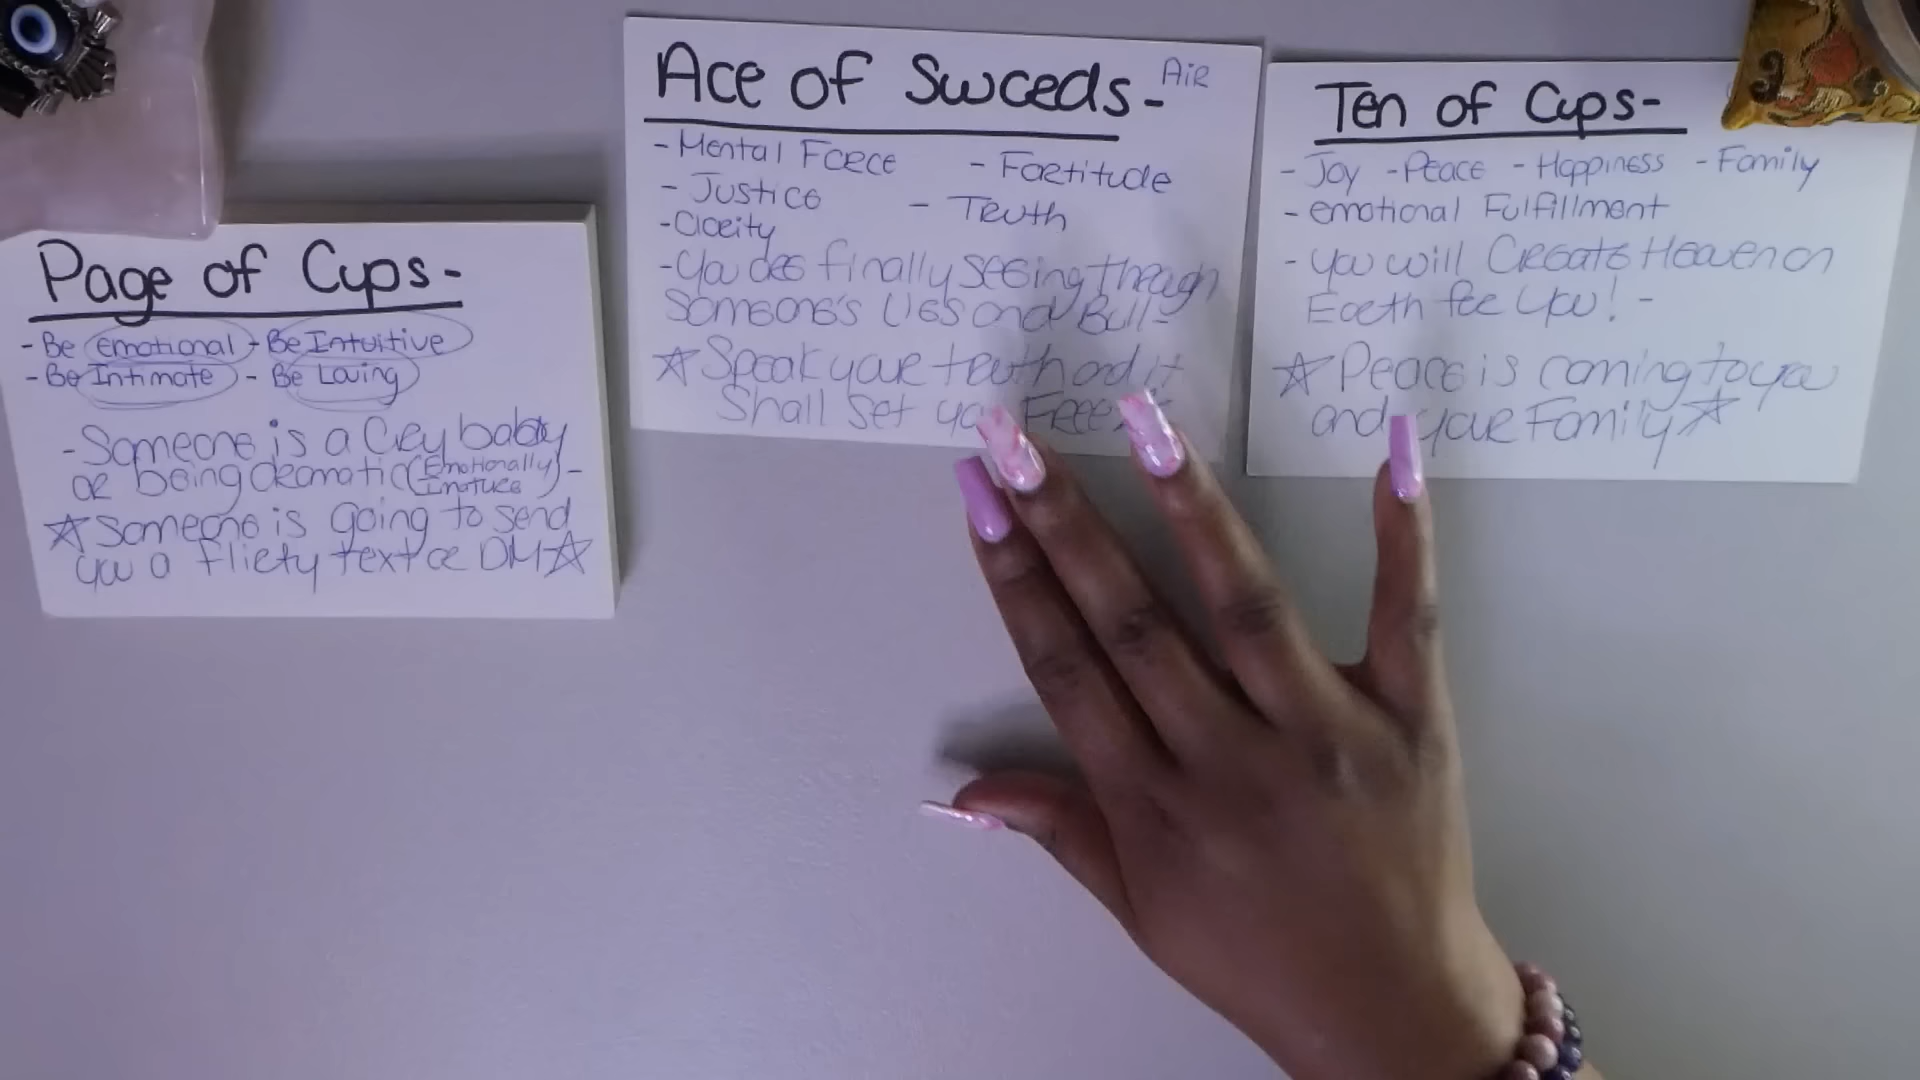 Page of Cups-
- Be emotional - Be Intuitive
- Be Intimate - Be Loving
- Someone is a Cry baby
or being dramatic (Emotionally Imature) -
☆ Someone is going to send
you a flirty text or DM ☆
Ace of Swords - AIR
- Mental Force - Fortitude
- Justice - Truth
- Clarity
- You are finally seeing through
someone's lies and Bull-
☆ Speak your truth and it
Shall Set you Free
Ten of Cups-
- Joy - Peace - Happiness - Family
- emotional Fulfillment
- you will Create Heaven on
Earth for you! -
☆ Peace is coming to you
and your Family ☆